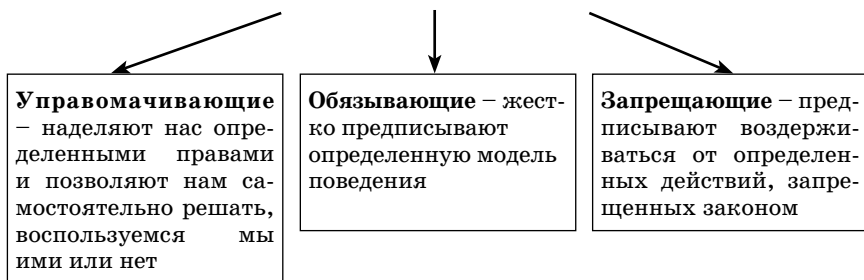 Управомачивающие
– наделяют нас опре-
деленными правами
и позволяют нам са-
мостоятельно решать,
воспользуемся мы
ими или нет
Обязывающие – жест-
ко предписывают
определенную модель
поведения
Запрещающие – пред-
писывают воздержи-
ваться от определен-
ных действий, запре-
щенных законом